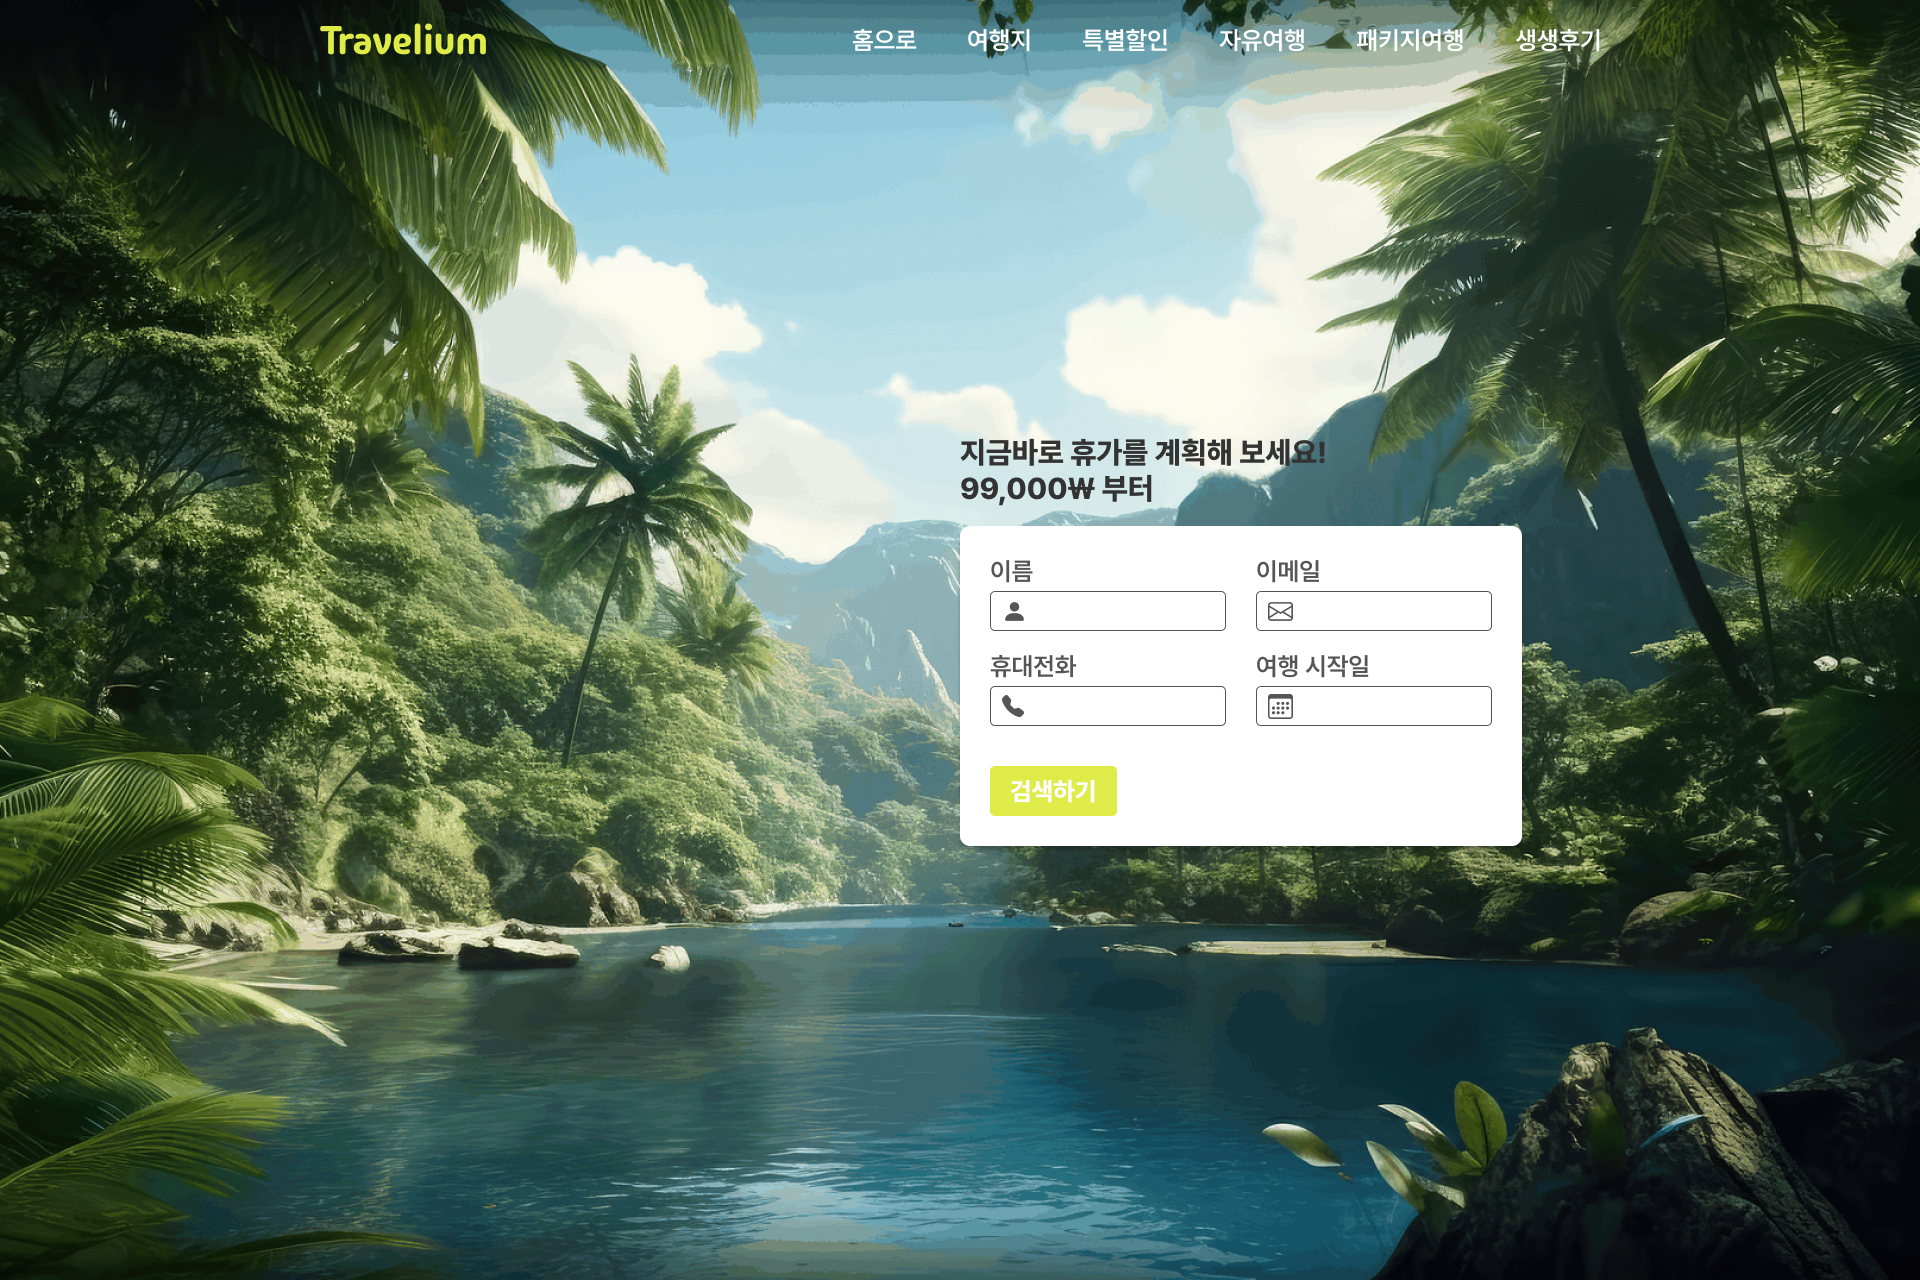 Travelium
홈으로
여행지
특별할인
자유여행
패키지여행
생생후기
지금바로 휴가를 계획해 보세요!
99,000₩ 부터
이름
이메일
휴대전화
여행 시작일
검색하기